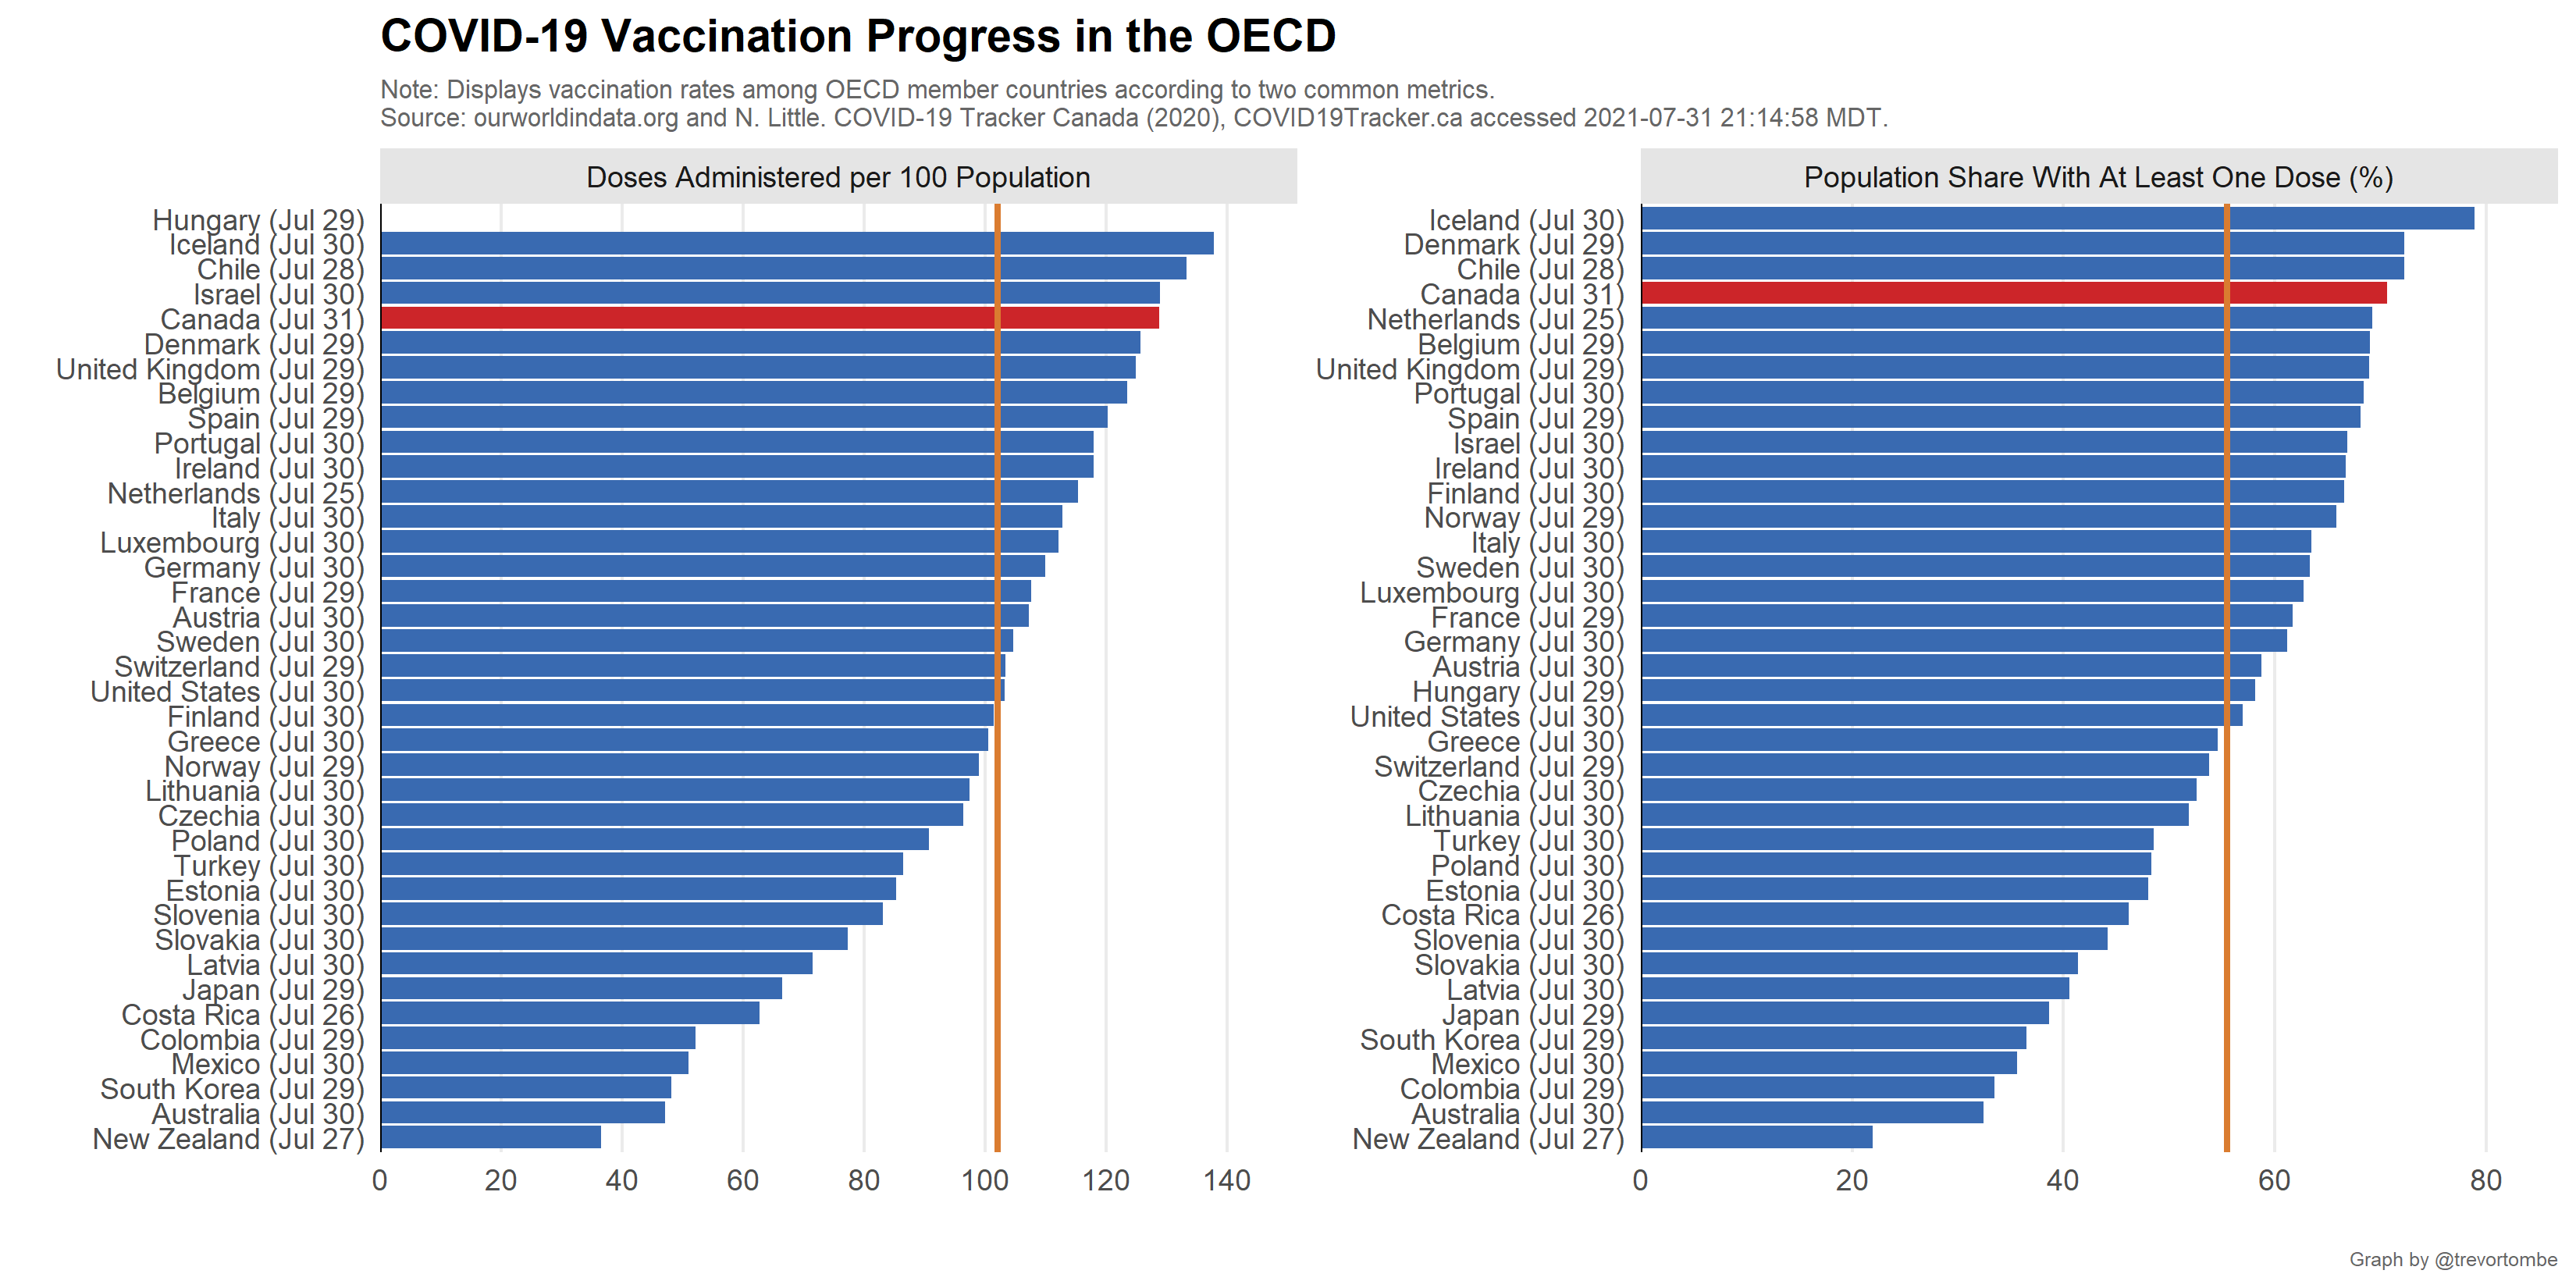 COVID-19 Vaccination Progress in the OECD
Note: Displays vaccination rates among OECD member countries according to two common metrics.
Source: ourworldindata.org and N. Little. COVID-19 Tracker Canada (2020), COVID19Tracker.ca accessed 2021-07-31 21:14:58 MDT.
Doses Administered per 100 Population
Hungary (Jul 29)
Iceland (Jul 30)
Chile (Jul 28)
Israel (Jul 30)
Canada (Jul 31)
Denmark (Jul 29)
United Kingdom (Jul 29)
Belgium (Jul 29)
Spain (Jul 29)
Portugal (Jul 30)
Ireland (Jul 30)
Netherlands (Jul 25)
Italy (Jul 30)
Luxembourg (Jul 30)
Germany (Jul 30)
France (Jul 29)
Austria (Jul 30)
Sweden (Jul 30)
Switzerland (Jul 29)
United States (Jul 30)
Finland (Jul 30)
Greece (Jul 30)
Norway (Jul 29)
Lithuania (Jul 30)
Czechia (Jul 30)
Poland (Jul 30)
Turkey (Jul 30)
Estonia (Jul 30)
Slovenia (Jul 30)
Slovakia (Jul 30)
Latvia (Jul 30)
Japan (Jul 29)
Costa Rica (Jul 26)
Colombia (Jul 29)
Mexico (Jul 30)
South Korea (Jul 29)
Australia (Jul 30)
New Zealand (Jul 27)
0 20 40 60 80 100 120 140
Population Share With At Least One Dose (%)
Iceland (Jul 30)
Denmark (Jul 29)
Chile (Jul 28)
Canada (Jul 31)
Netherlands (Jul 25)
Belgium (Jul 29)
United Kingdom (Jul 29)
Portugal (Jul 30)
Spain (Jul 29)
Israel (Jul 30)
Ireland (Jul 30)
Finland (Jul 30)
Norway (Jul 29)
Italy (Jul 30)
Sweden (Jul 30)
Luxembourg (Jul 30)
France (Jul 29)
Germany (Jul 30)
Austria (Jul 30)
Hungary (Jul 29)
United States (Jul 30)
Greece (Jul 30)
Switzerland (Jul 29)
Czechia (Jul 30)
Lithuania (Jul 30)
Turkey (Jul 30)
Poland (Jul 30)
Estonia (Jul 30)
Costa Rica (Jul 26)
Slovenia (Jul 30)
Slovakia (Jul 30)
Latvia (Jul 30)
Japan (Jul 29)
South Korea (Jul 29)
Mexico (Jul 30)
Colombia (Jul 29)
Australia (Jul 30)
New Zealand (Jul 27)
0 20 40 60 80
Graph by @trevortombe